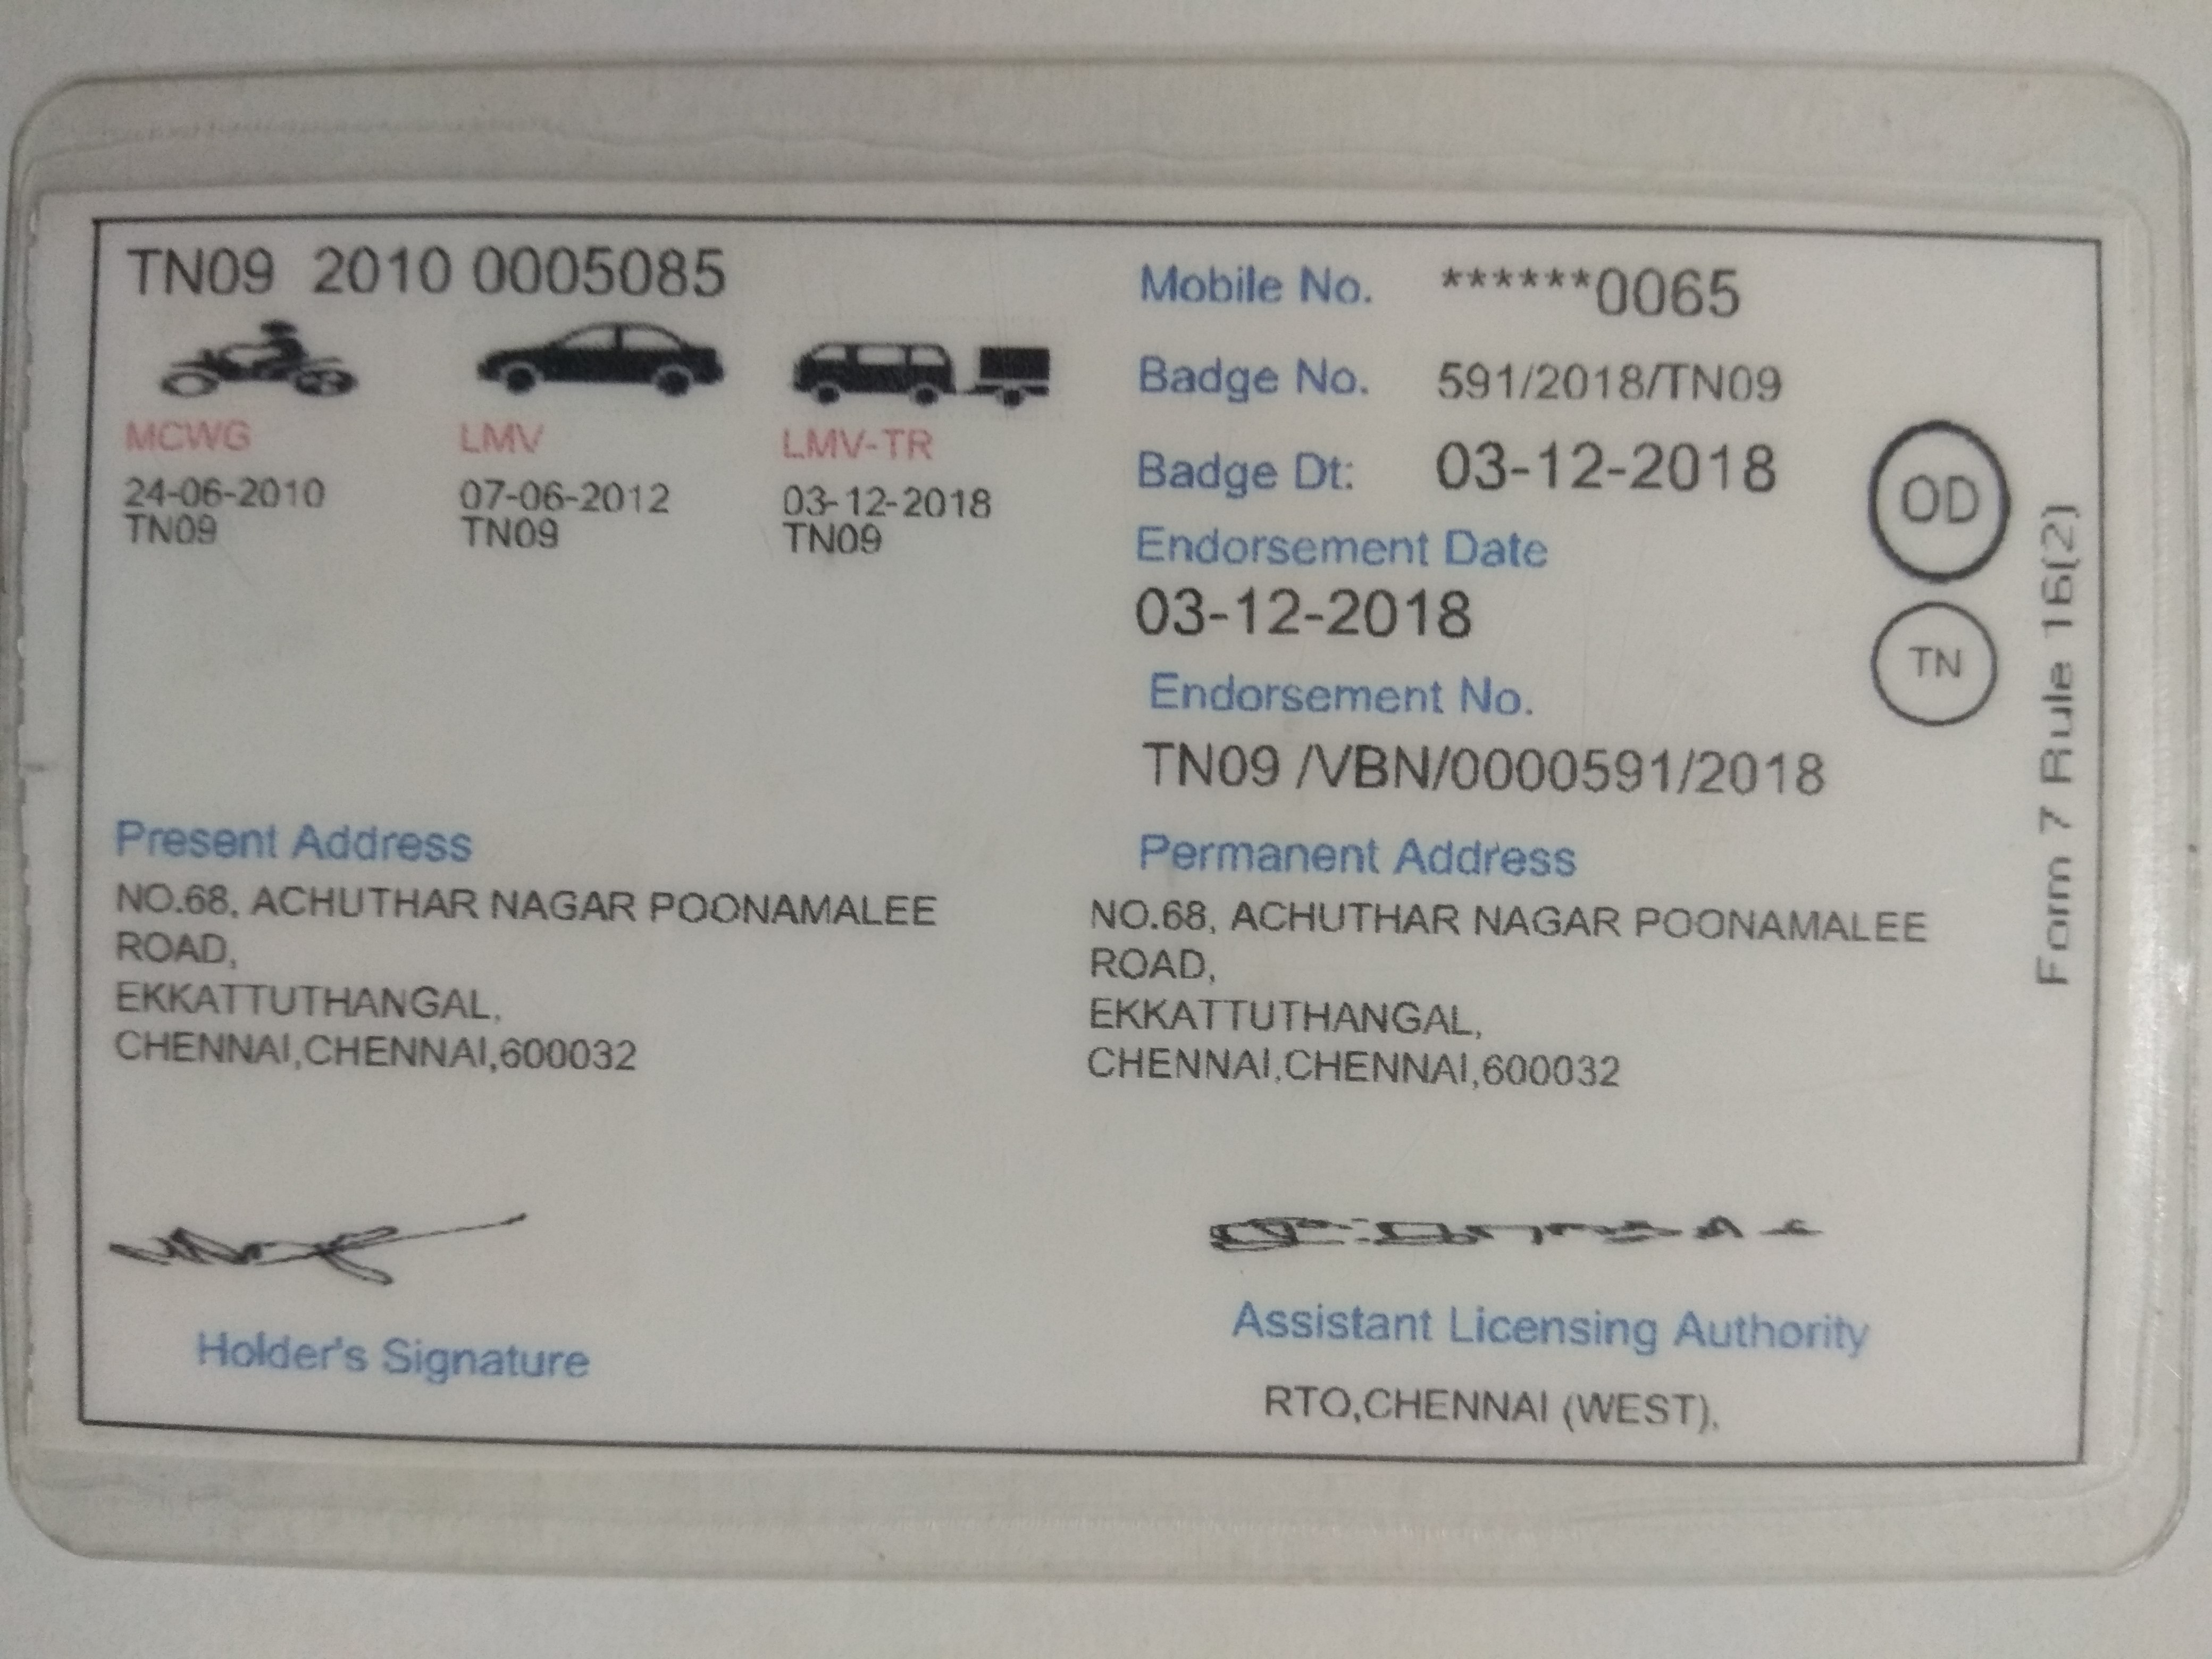 TN09 2010 0005085
MCWG
24-06-2010
TN09
LMV
07-06-2012
TN09
LMV-TR
03-12-2018
TN09
Mobile No. ******0065
Badge No. 591/2018/TN09
Badge Dt: 03-12-2018
Endorsement Date
03-12-2018
Endorsement No.
TN09 /VBN/0000591/2018
OD
TN
Form 7 Rule 16(2)
Present Address
NO.68, ACHUTHAR NAGAR POONAMALEE
ROAD,
EKKATTUTHANGAL,
CHENNAI,CHENNAI,600032
Permanent Address
NO.68, ACHUTHAR NAGAR POONAMALEE
ROAD,
EKKATTUTHANGAL,
CHENNAI,CHENNAI,600032
Holder's Signature
Assistant Licensing Authority
RTO,CHENNAI (WEST).